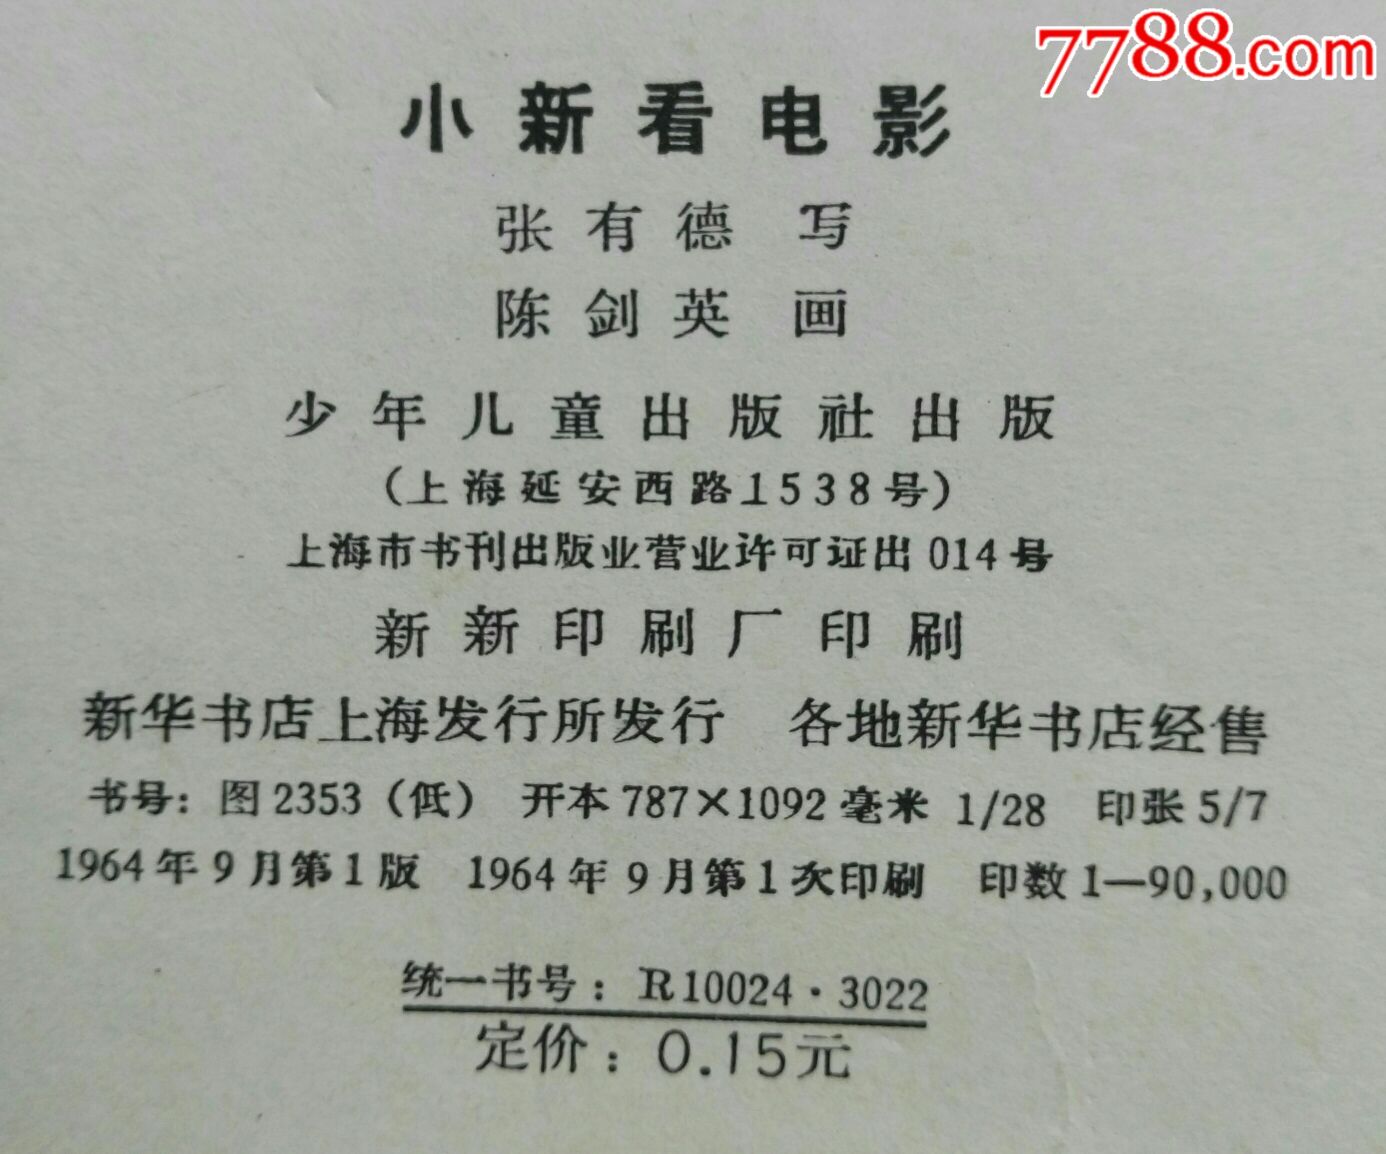 7788.com
小新看电影
张有德 写
陈剑英 画
少年儿童出版社出版
(上海延安西路1538号)
上海市书刊出版业营业许可证出014号
新新印刷厂印刷
新华书店上海发行所发行 各地新华书店经售
书号：图2353(低) 开本787×1092毫米 1/28 印张5/7
1964年9月第1版 1964年9月第1次印刷 印数1—90,000
统一书号：R10024·3022
定价：0.15元